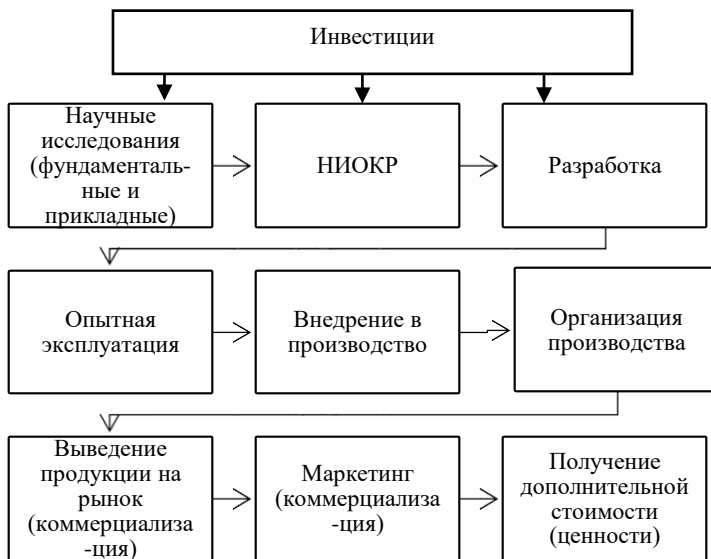 Инвестиции
Научные
исследования
(фундаменталь-
ные и
прикладные)
НИОКР
Разработка
Опытная
эксплуатация
Внедрение в
производство
Организация
производства
Выведение
продукции на
рынок
(коммерциализа
-ция)
Маркетинг
(коммерциализа
-ция)
Получение
дополнительной
стоимости
(ценности)